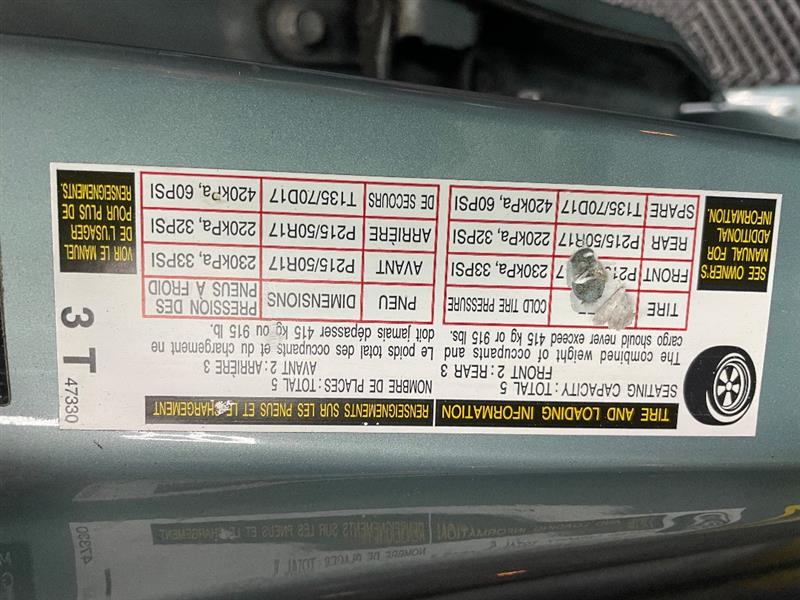 TIRE AND LOADING INFORMATION
RENSEIGNEMENTS SUR LES PNEUS ET LE CHARGEMENT
SEATING CAPACITY : TOTAL 5
FRONT 2 : REAR 3
NOMBRE DE PLACES : TOTAL 5
AVANT 2 : ARRIÈRE 3
The combined weight of occupants and
cargo should never exceed 415 kg or 915 lbs.
Le poids total des occupants et du chargement ne
doit jamais dépasser 415 kg ou 915 lb.
TIRE COLD TIRE PRESSURE
FRONT 230kPa, 33PSI
REAR P215/50R17 220kPa, 32PSI
SPARE T135/70D17 420kPa, 60PSI
PNEU DIMENSIONS PRESSION DES
PNEUS A FROID
AVANT P215/50R17 230kPa, 33PSI
ARRIÈRE P215/50R17 220kPa, 32PSI
DE SECOURS T135/70D17 420kPa, 60PSI
SEE OWNER'S
MANUAL FOR
ADDITIONAL
INFORMATION.
VOIR LE MANUEL
DE L'USAGER
POUR PLUS DE
RENSEIGNEMENTS.
3 T 47330